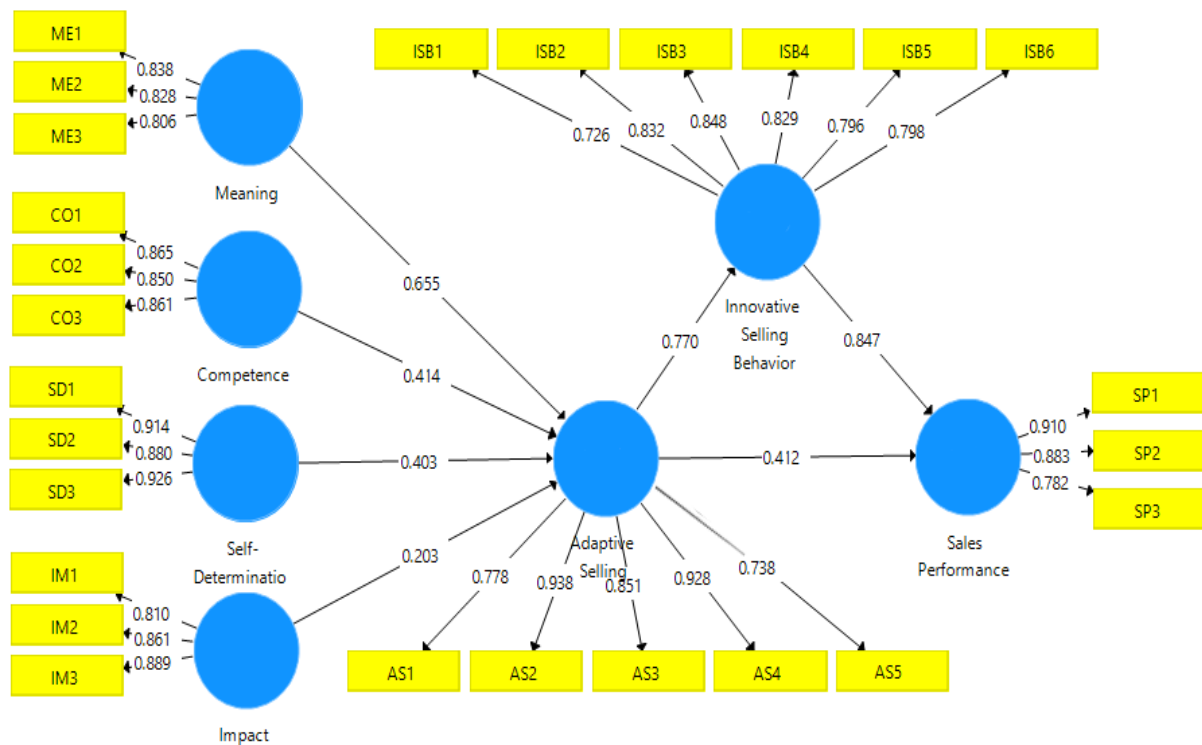 ME1
ME2
ME3
0.838
0.828
0.806
Meaning
CO1
CO2
CO3
0.865
0.850
0.861
Competence
SD1
SD2
SD3
0.914
0.880
0.926
Self-
Determinatio
IM1
IM2
IM3
0.810
0.861
0.889
Impact
0.655
0.414
0.403
0.203
ISB1
ISB2
ISB3
ISB4
ISB5
ISB6
0.726
0.832
0.848
0.829
0.796
0.798
Innovative
Selling
Behavior
0.770
0.847
0.412
Adaptive
Selling
0.778
0.938
0.851
0.928
0.738
AS1
AS2
AS3
AS4
AS5
Sales
Performance
0.910
0.883
0.782
SP1
SP2
SP3